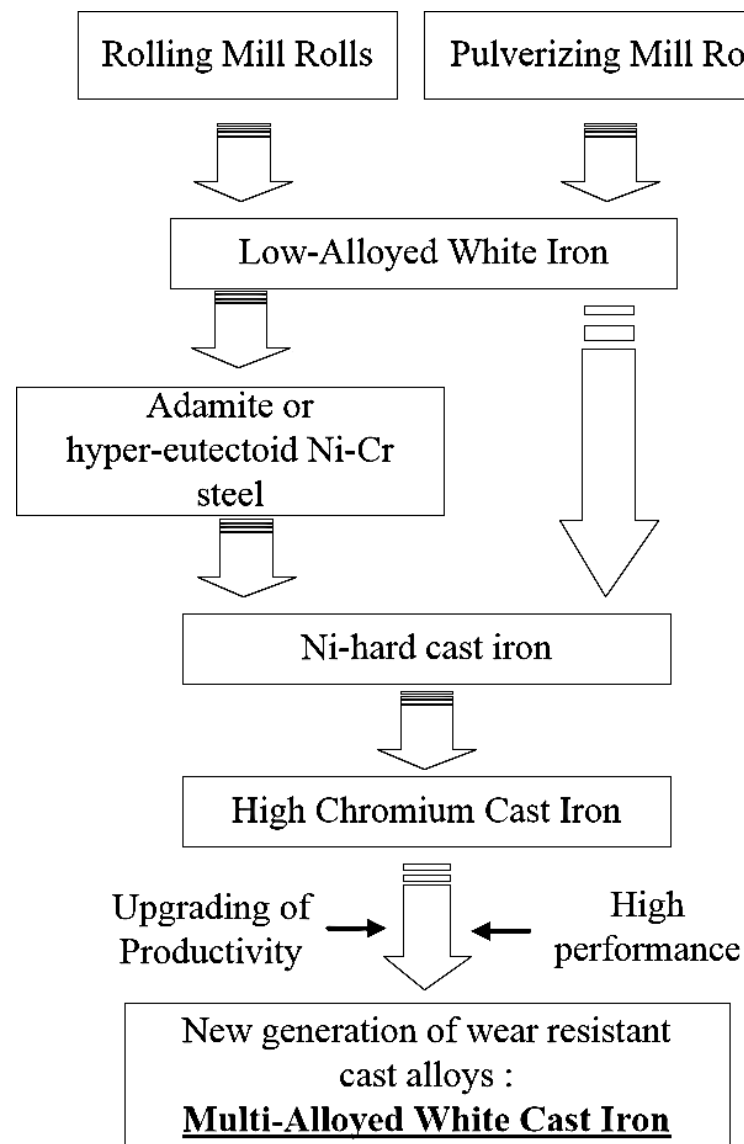 Rolling Mill Rolls
Pulverizing Mill
Low-Alloyed White Iron
Adamite or
hyper-eutectoid Ni-Cr
steel
Ni-hard cast iron
High Chromium Cast Iron
Upgrading of
Productivity
High
performance
New generation of wear resistant
cast alloys :
Multi-Alloyed White Cast Iron